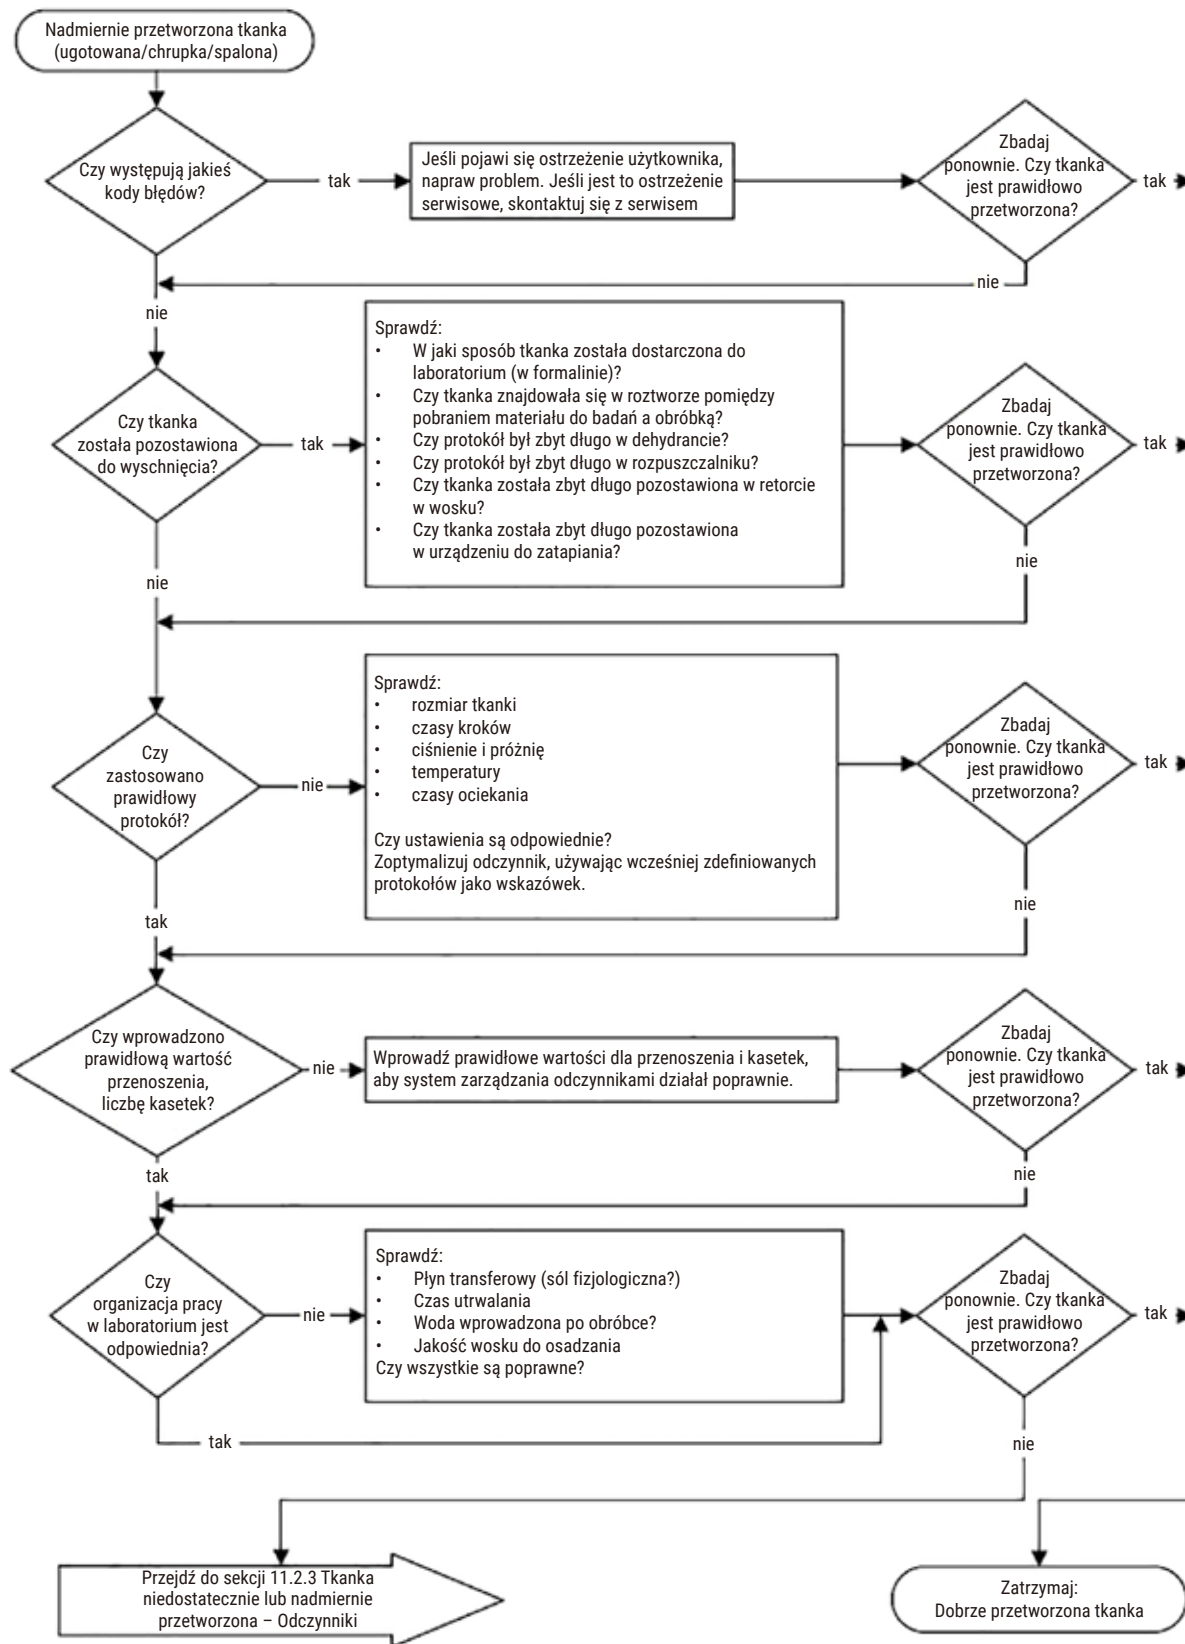 Nadmiernie przetworzona tkanka
(ugotowana/chrupka/spalona)
Czy występują jakieś
kody błędów?
tak
Jeśli pojawi się ostrzeżenie użytkownika,
napraw problem. Jeśli jest to ostrzeżenie
serwisowe, skontaktuj się z serwisem
Zbadaj
ponownie. Czy tkanka
jest prawidłowo
przetworzona?
tak
nie
nie
Czy tkanka
została pozostawiona
do wyschnięcia?
tak
Sprawdź:
• W jaki sposób tkanka została dostarczona do
laboratorium (w formalinie)?
• Czy tkanka znajdowała się w roztworze pomiędzy
pobraniem materiału do badań a obróbką?
• Czy protokół był zbyt długo w dehydrancie?
• Czy protokół był zbyt długo w rozpuszczalniku?
• Czy tkanka została zbyt długo pozostawiona w retorcie
w wosku?
• Czy tkanka została zbyt długo pozostawiona
w urządzeniu do zatapiania?
Zbadaj
ponownie. Czy tkanka
jest prawidłowo
przetworzona?
tak
nie
nie
Czy
zastosowano
prawidłowy
protokół?
nie
Sprawdź:
• rozmiar tkanki
• czasy kroków
• ciśnienie i próżnię
• temperatury
• czasy ociekania
Czy ustawienia są odpowiednie?
Zoptymalizuj odczynnik, używając wcześniej zdefiniowanych
protokołów jako wskazówek.
Zbadaj
ponownie. Czy tkanka
jest prawidłowo
przetworzona?
tak
nie
tak
Czy wprowadzono
prawidłową wartość
przenoszenia,
liczbę kasetek?
nie
Wprowadź prawidłowe wartości dla przenoszenia i kasetek,
aby system zarządzania odczynnikami działał poprawnie.
Zbadaj
ponownie. Czy tkanka
jest prawidłowo
przetworzona?
tak
nie
tak
Czy
organizacja pracy
w laboratorium jest
odpowiednia?
nie
Sprawdź:
• Płyn transferowy (sól fizjologiczna?)
• Czas utrwalania
• Woda wprowadzona po obróbce?
• Jakość wosku do osadzania
Czy wszystkie są poprawne?
Zbadaj
ponownie. Czy tkanka
jest prawidłowo
przetworzona?
tak
tak
nie
Przejdź do sekcji 11.2.3 Tkanka
niedostatecznie lub nadmiernie
przetworzona – Odczynniki
Zatrzymaj:
Dobrze przetworzona tkanka